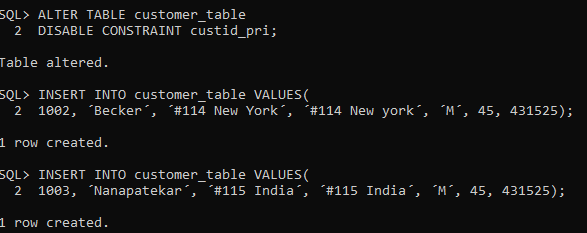 SQL> ALTER TABLE customer_table
2 DISABLE CONSTRAINT custid_pri;
Table altered.
SQL> INSERT INTO customer_table VALUES(
2 1002, ´Becker´, ´#114 New York´, ´#114 New york´, ´M´, 45, 431525);
1 row created.
SQL> INSERT INTO customer_table VALUES(
2 1003, ´Nanapatekar´, ´#115 India´, ´#115 India´, ´M´, 45, 431525);
1 row created.